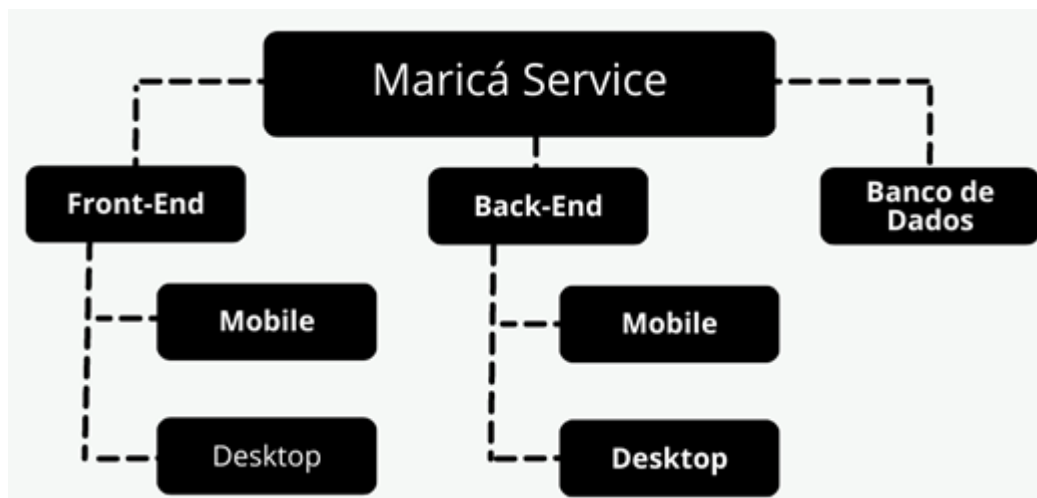 Maricá Service
Front-End
Back-End
Banco de
Dados
Mobile
Mobile
Desktop
Desktop